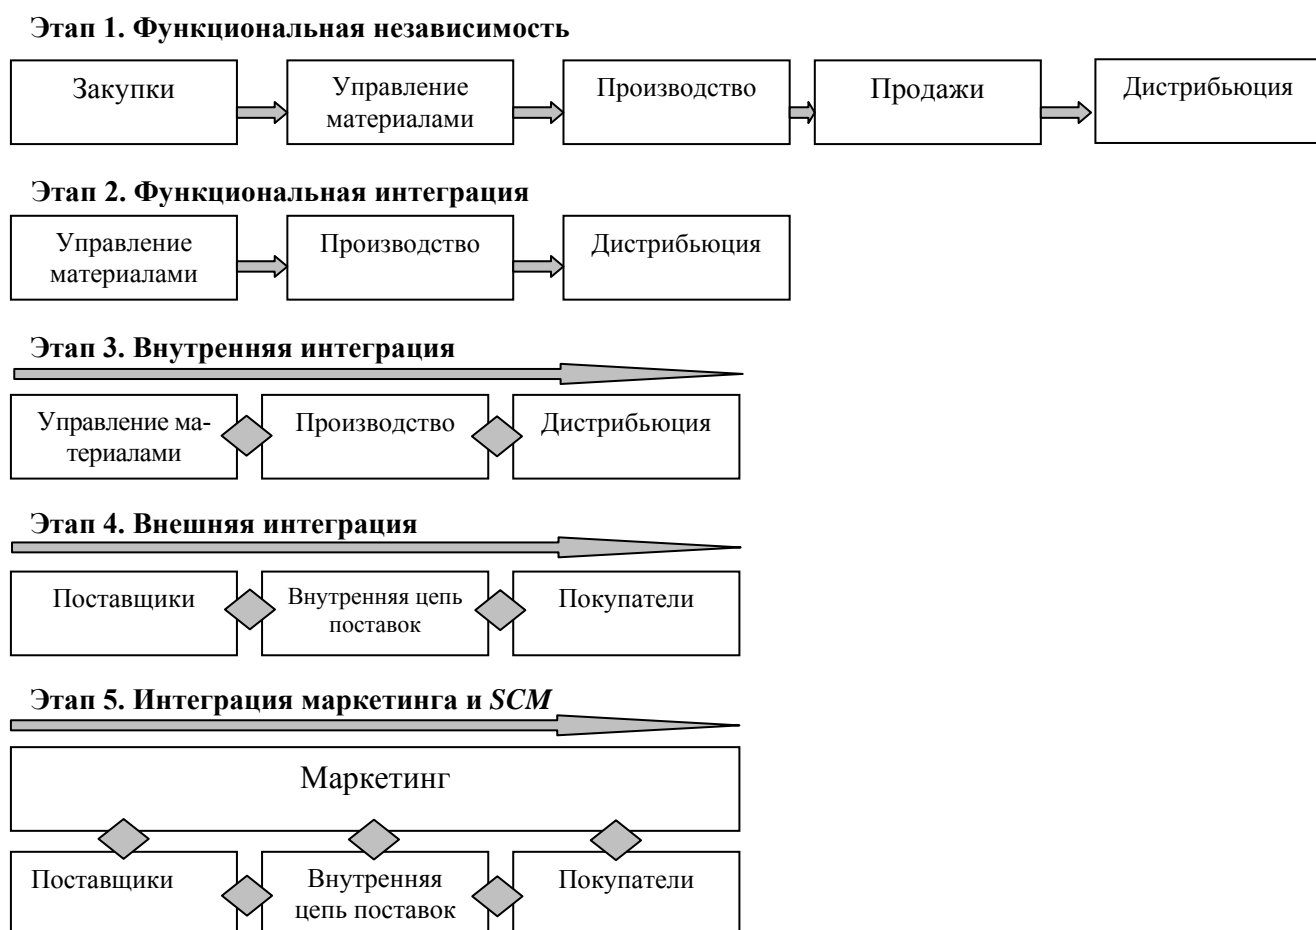 Этап 1. Функциональная независимость
Закупки
Управление
материалами
Производство
Продажи
Дистрибьюция
Этап 2. Функциональная интеграция
Управление
материалами
Производство
Дистрибьюция
Этап 3. Внутренняя интеграция
Управление ма-
териалами
Производство
Дистрибьюция
Этап 4. Внешняя интеграция
Поставщики
Внутренняя цепь
поставок
Покупатели
Этап 5. Интеграция маркетинга и SCM
Маркетинг
Поставщики
Внутренняя
цепь поставок
Покупатели